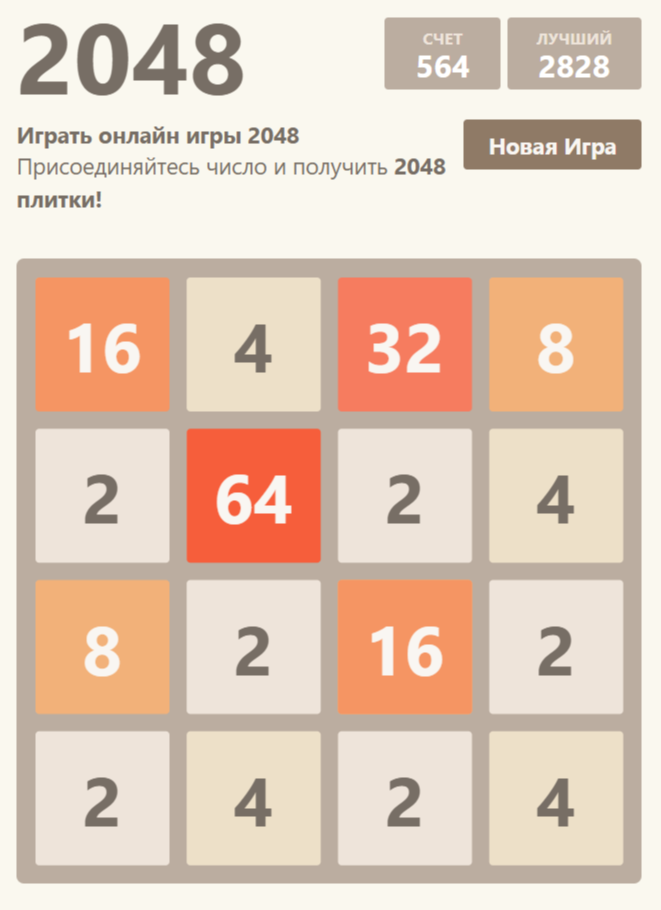 2048
СЧЕТ
564
ЛУЧШИЙ
2828
Играть онлайн игры 2048
Присоединяйтесь число и получить 2048
плитки!
Новая Игра
16 4 32 8
2 64 2 4
8 2 16 2
2 4 2 4